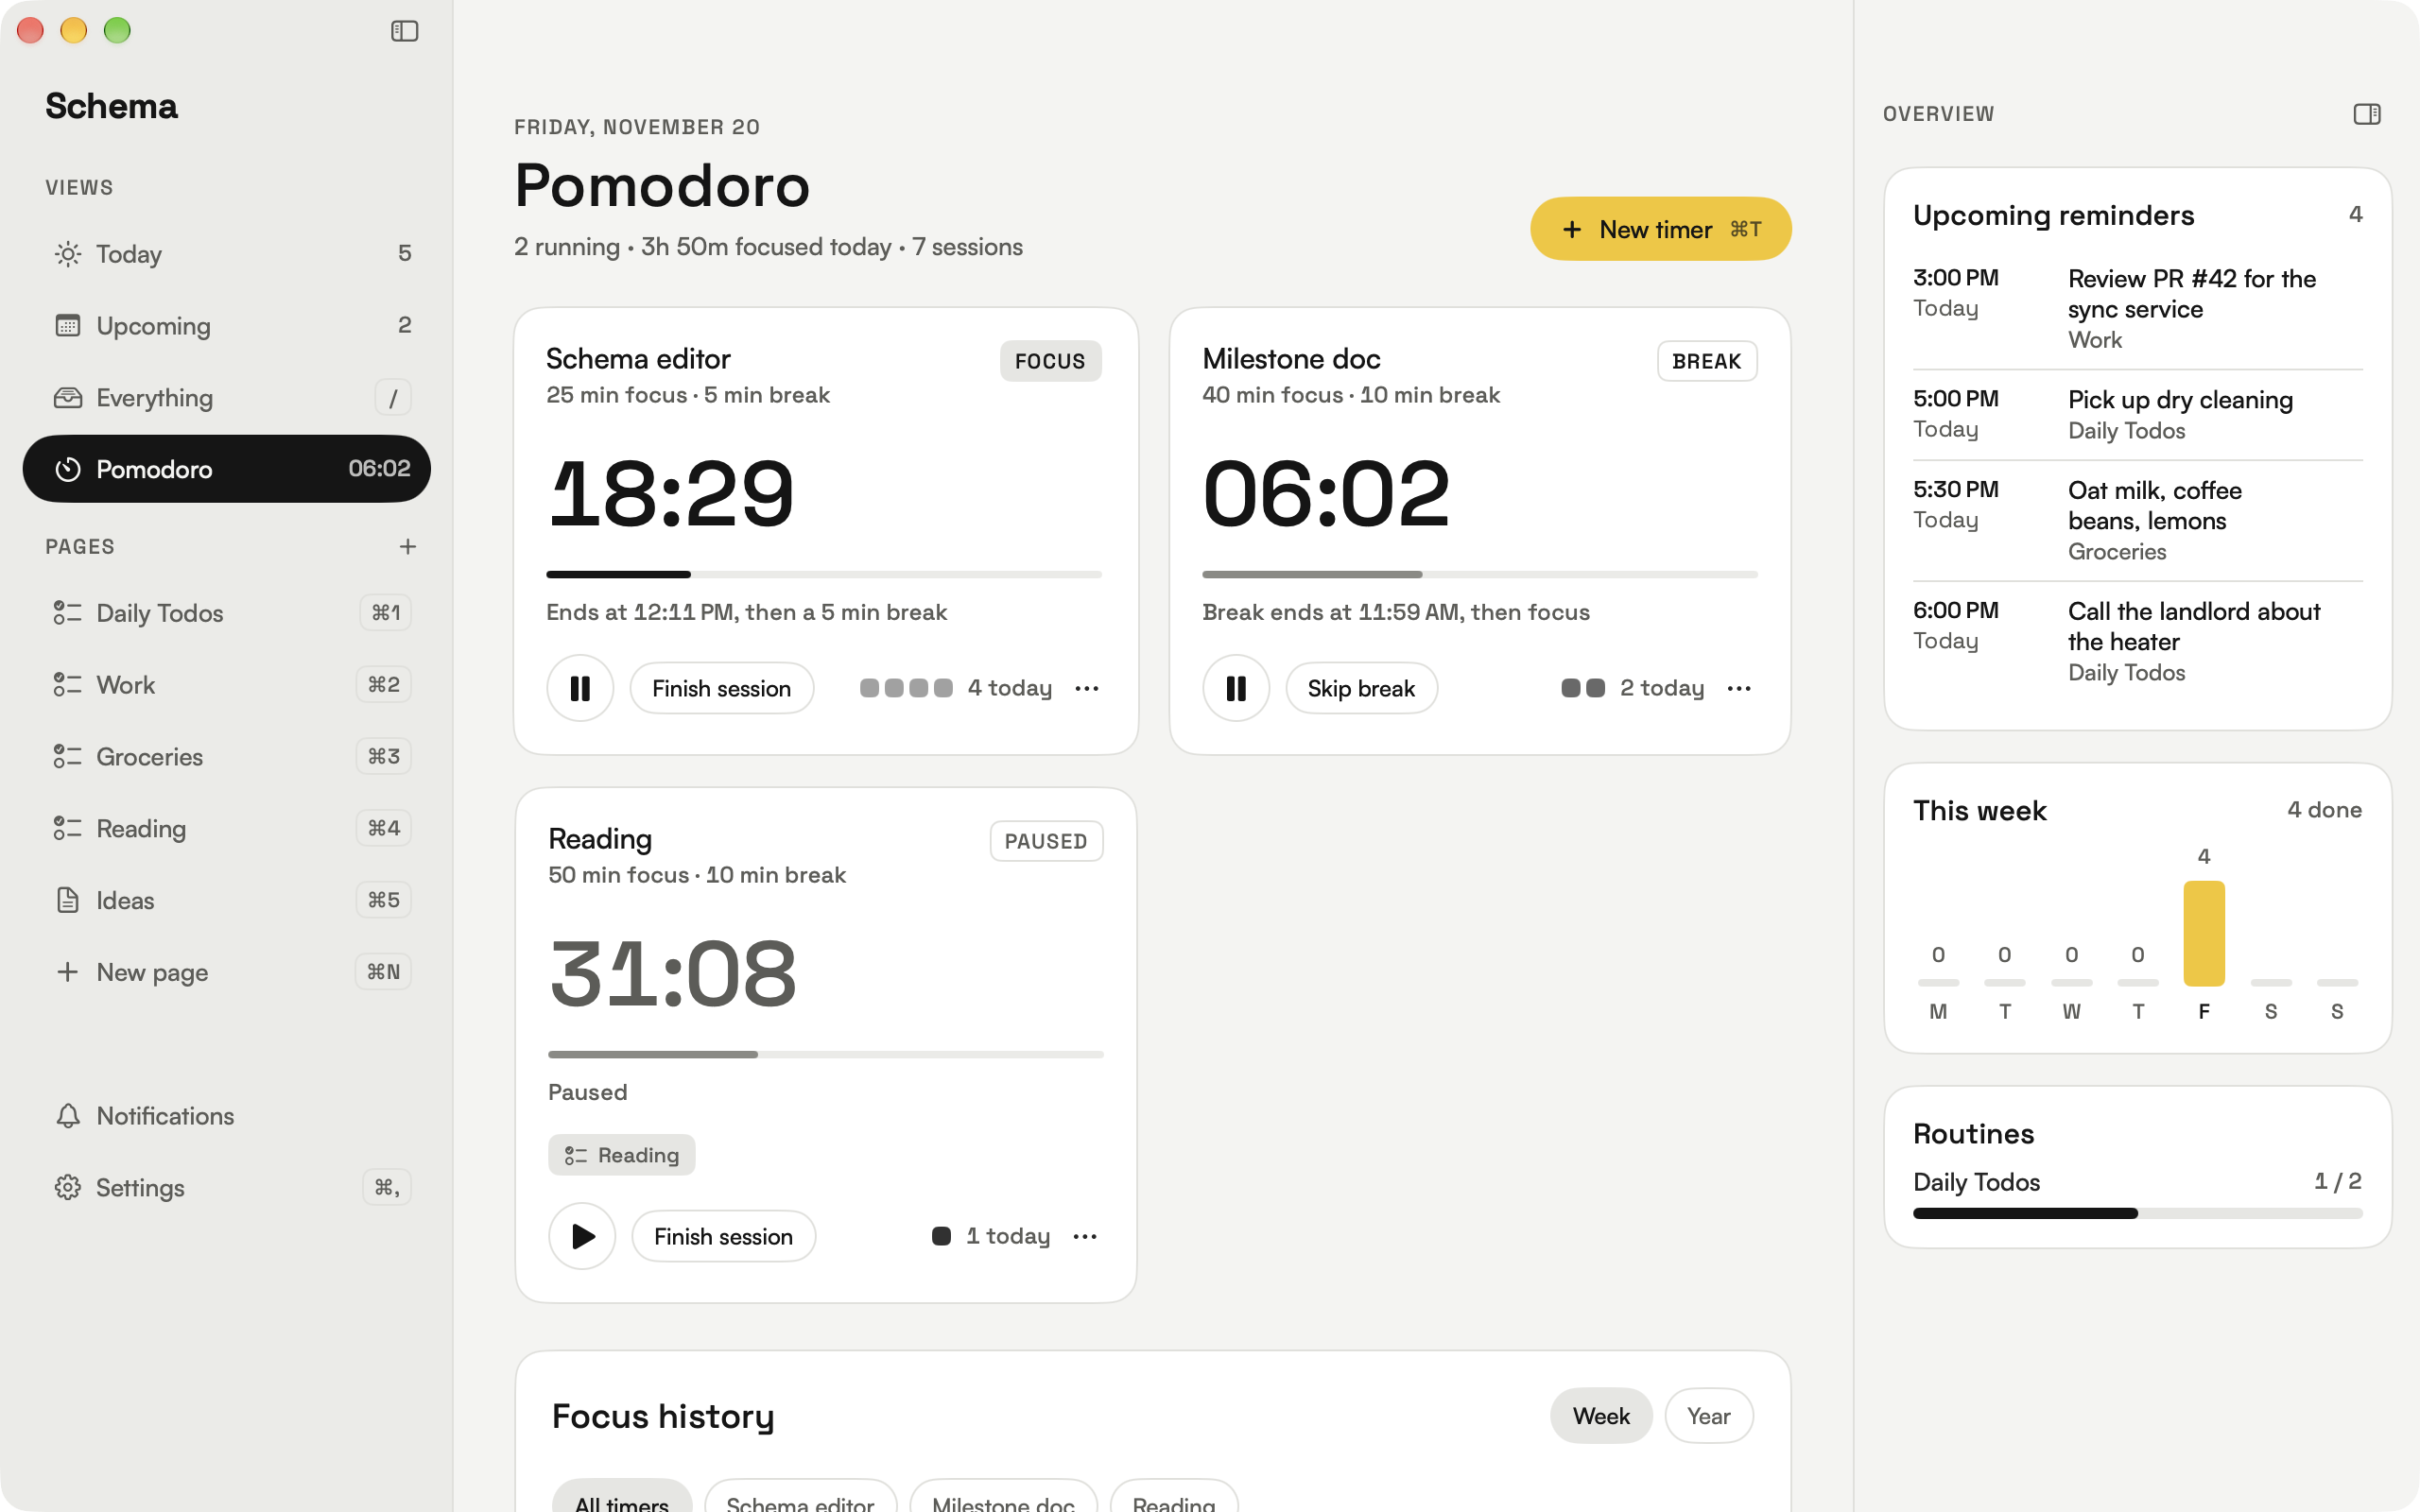 Schema
VIEWS
Today 5
Upcoming 2
Everything /
Pomodoro 06:02
PAGES +
Daily Todos ⌘1
Work ⌘2
Groceries ⌘3
Reading ⌘4
Ideas ⌘5
New page ⌘N
Notifications
Settings ⌘,
FRIDAY, NOVEMBER 20
Pomodoro
2 running · 3h 50m focused today · 7 sessions
+ New timer ⌘T
Schema editor FOCUS
25 min focus · 5 min break
18:29
Ends at 12:11 PM, then a 5 min break
Finish session 4 today ···
Milestone doc BREAK
40 min focus · 10 min break
06:02
Break ends at 11:59 AM, then focus
Skip break 2 today ···
Reading PAUSED
50 min focus · 10 min break
31:08
Paused
Reading
Finish session 1 today ···
Focus history Week Year
All timers Schema editor Milestone doc Reading
OVERVIEW
Upcoming reminders 4
3:00 PM Review PR #42 for the
Today sync service
Work
5:00 PM Pick up dry cleaning
Today Daily Todos
5:30 PM Oat milk, coffee
Today beans, lemons
Groceries
6:00 PM Call the landlord about
Today the heater
Daily Todos
This week 4 done
4
0 0 0 0
M T W T F S S
Routines
Daily Todos 1 / 2